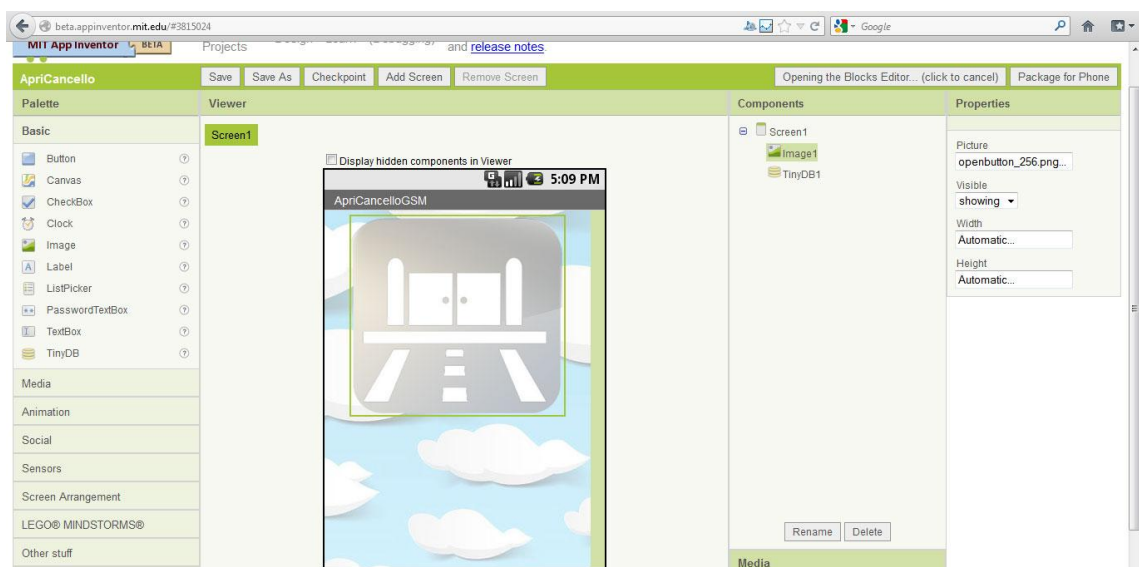 beta.appinventor.mit.edu/#3815024
Google
MIT App Inventor BETA
Projects Design Learn (Debugging) and release notes.
ApriCancello
Save Save As Checkpoint Add Screen Remove Screen Opening the Blocks Editor... (click to cancel) Package for Phone
Palette
Viewer
Components
Properties
Basic
Button
Canvas
CheckBox
Clock
Image
Label
ListPicker
PasswordTextBox
TextBox
TinyDB
Media
Animation
Social
Sensors
Screen Arrangement
LEGO® MINDSTORMS®
Other stuff
Screen1
Display hidden components in Viewer
5:09 PM
ApriCancelloGSM
Screen1
Image1
TinyDB1
Rename Delete
Media
Picture
openbutton_256.png...
Visible
showing
Width
Automatic...
Height
Automatic...